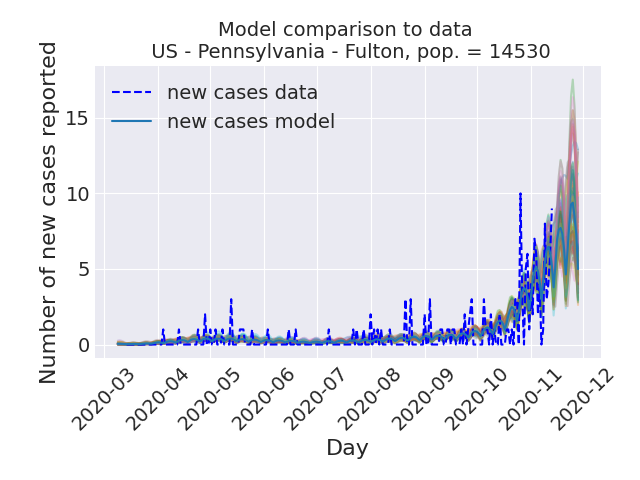 Model comparison to data
US - Pennsylvania - Fulton, pop. = 14530
new cases data
new cases model
Number of new cases reported
15
10
5
0
2020-03
2020-04
2020-05
2020-06
2020-07
2020-08
2020-09
2020-10
2020-11
2020-12
Day